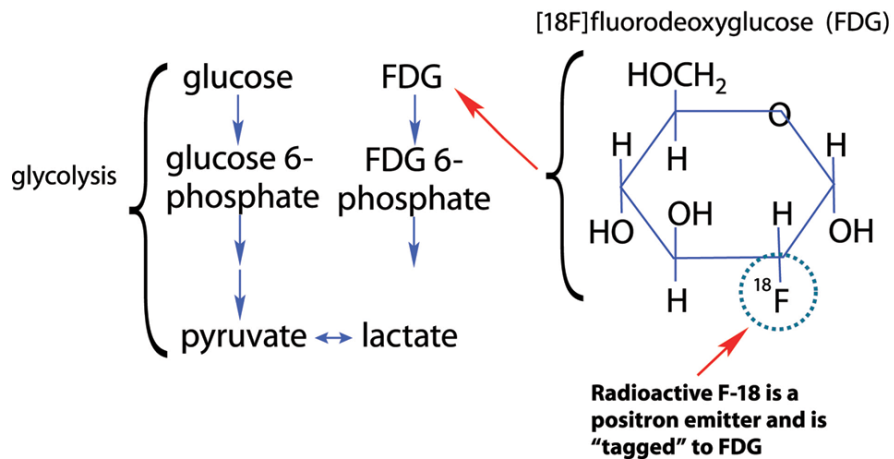 [18F]fluorodeoxyglucose (FDG)
glycolysis
glucose
glucose 6-
phosphate
pyruvate
lactate
FDG
FDG 6-
phosphate
HOCH2
O
H
H
H
HO
OH
H
OH
H
18F
Radioactive F-18 is a
positron emitter and is
“tagged” to FDG